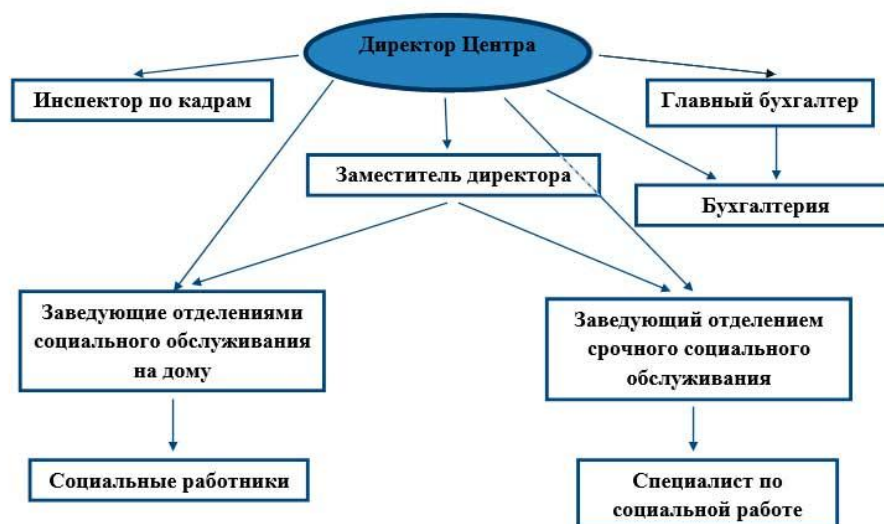 Директор Центра
Инспектор по кадрам
Главный бухгалтер
Заместитель директора
Бухгалтерия
Заведующие отделениями
социального обслуживания
на дому
Заведующий отделением
срочного социального
обслуживания
Социальные работники
Специалист по
социальной работе